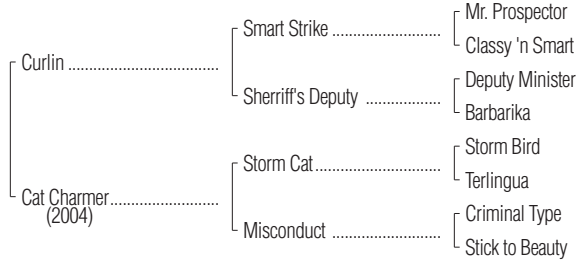 Mr. Prospector
Smart Strike ........................
Classy 'n Smart
Curlin .................................
Deputy Minister
Sherriff's Deputy ................
Barbarika
Storm Bird
Storm Cat............................
Terlingua
Cat Charmer........................
(2004)
Criminal Type
Misconduct ........................
Stick to Beauty